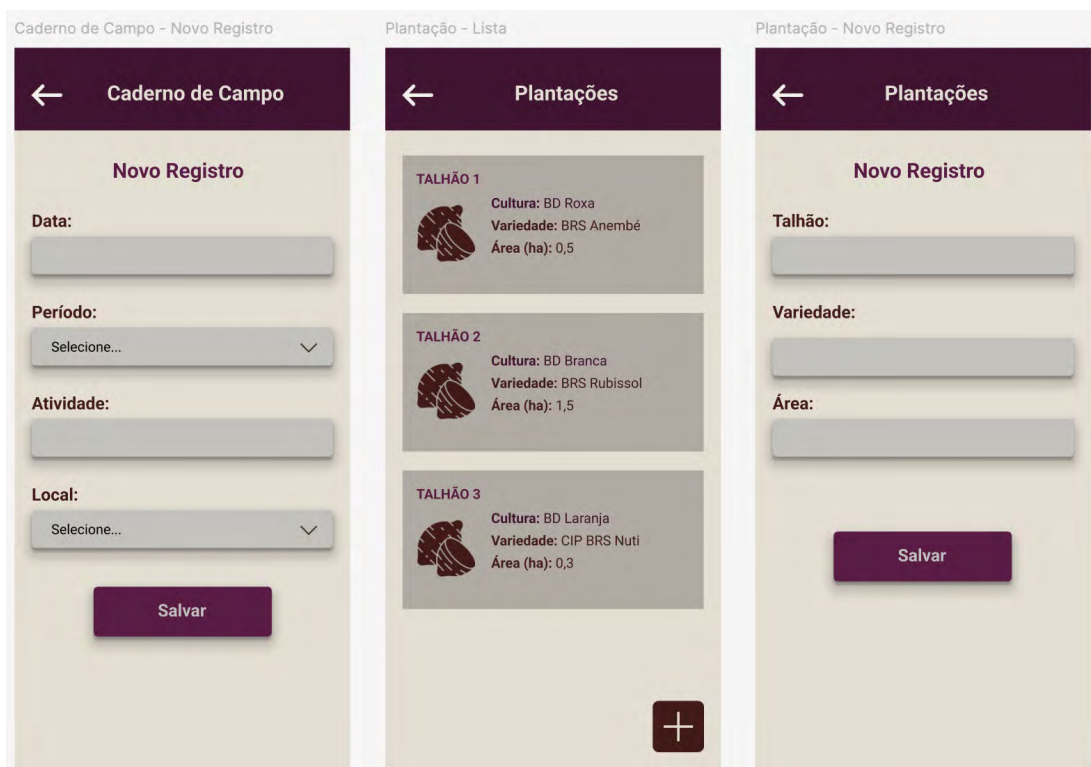 Caderno de Campo - Novo Registro
Caderno de Campo
Novo Registro
Data:
Período:
Selecione...
Atividade:
Local:
Selecione...
Salvar
Plantação - Lista
Plantações
TALHÃO 1
Cultura: BD Roxa
Variedade: BRS Anembé
Área (ha): 0,5
TALHÃO 2
Cultura: BD Branca
Variedade: BRS Rubissol
Área (ha): 1,5
TALHÃO 3
Cultura: BD Laranja
Variedade: CIP BRS Nuti
Área (ha): 0,3
Plantação - Novo Registro
Plantações
Novo Registro
Talhão:
Variedade:
Área:
Salvar